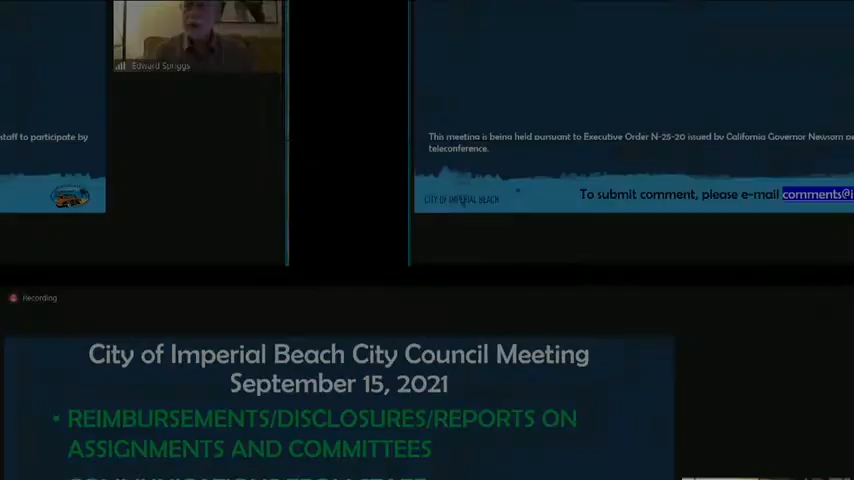 Edward Spriggs
staff to participate by
This meeting is being held pursuant to Executive Order N-25-20 issued by California Governor Newsom
teleconference.
CITY OF IMPERIAL BEACH
To submit comment, please e-mail comments@i
Recording
City of Imperial Beach City Council Meeting
September 15, 2021
• REIMBURSEMENTS/DISCLOSURES/REPORTS ON
ASSIGNMENTS AND COMMITTEES